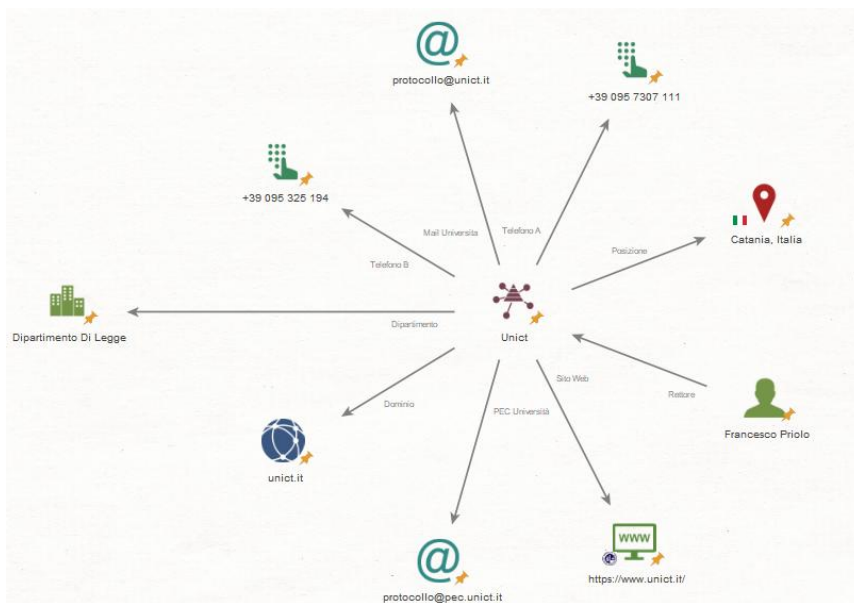 protocollo@unict.it
+39 095 7307 111
+39 095 325 194
Catania, Italia
Mail Università
Telefono A
Posizione
Telefono B
Dipartimento
Unict
Dipartimento Di Legge
Sito Web
Rettore
Dominio
PEC Università
Francesco Priolo
unict.it
www
https://www.unict.it/
protocollo@pec.unict.it